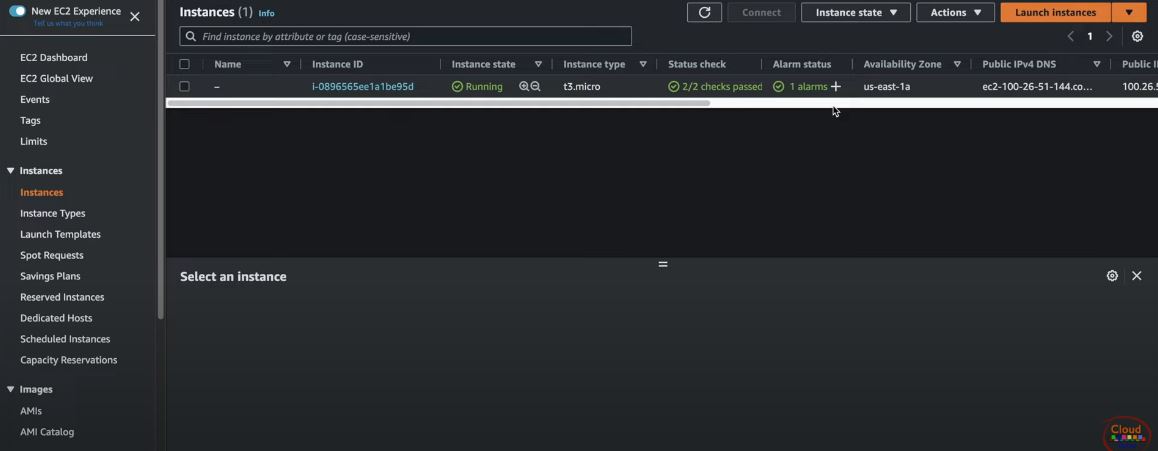 New EC2 Experience
Tell us what you think
EC2 Dashboard
EC2 Global View
Events
Tags
Limits
Instances
Instances
Instance Types
Launch Templates
Spot Requests
Savings Plans
Reserved Instances
Dedicated Hosts
Scheduled Instances
Capacity Reservations
Images
AMIs
AMI Catalog
Instances (1) Info
Connect
Instance state
Actions
Launch instances
Find instance by attribute or tag (case-sensitive)
1
Name Instance ID Instance state Instance type Status check Alarm status Availability Zone Public IPv4 DNS Public I
– i-0896565ee1a1be95d Running t3.micro 2/2 checks passed 1 alarms us-east-1a ec2-100-26-51-144.co... 100.26.5
Select an instance
Cloud